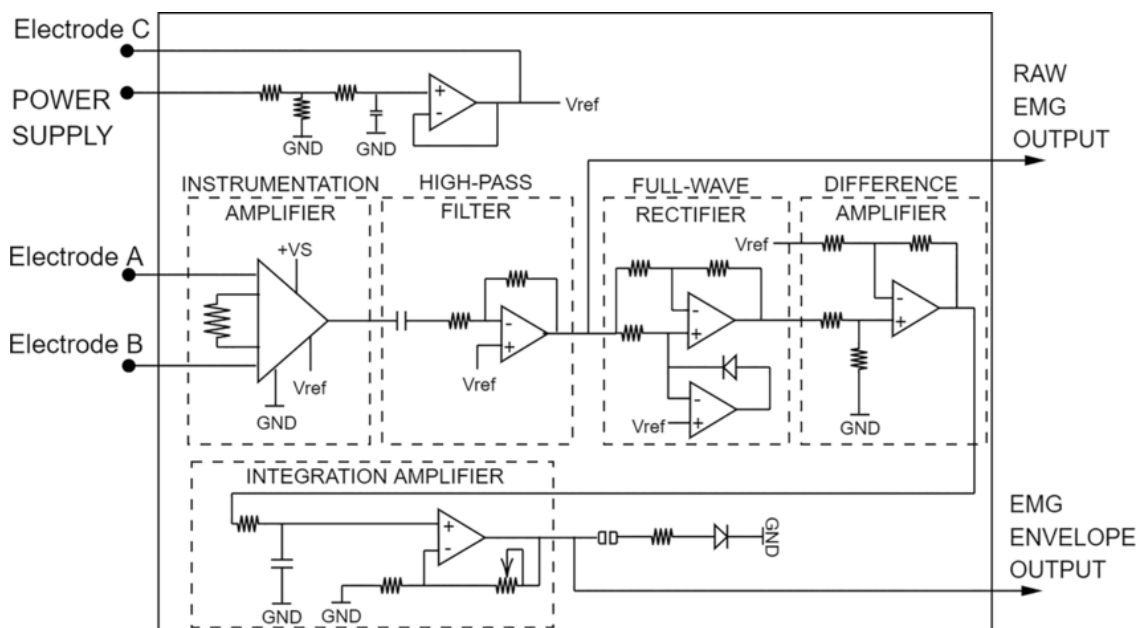 Electrode C
POWER
SUPPLY
GND
GND
+
-
Vref
RAW
EMG
OUTPUT
INSTRUMENTATION
AMPLIFIER
HIGH-PASS
FILTER
FULL-WAVE
RECTIFIER
DIFFERENCE
AMPLIFIER
Electrode A
Electrode B
+VS
Vref
GND
-
+
Vref
-
+
-
+
Vref
Vref
-
+
GND
INTEGRATION AMPLIFIER
+
-
GND
GND
GND
EMG
ENVELOPE
OUTPUT